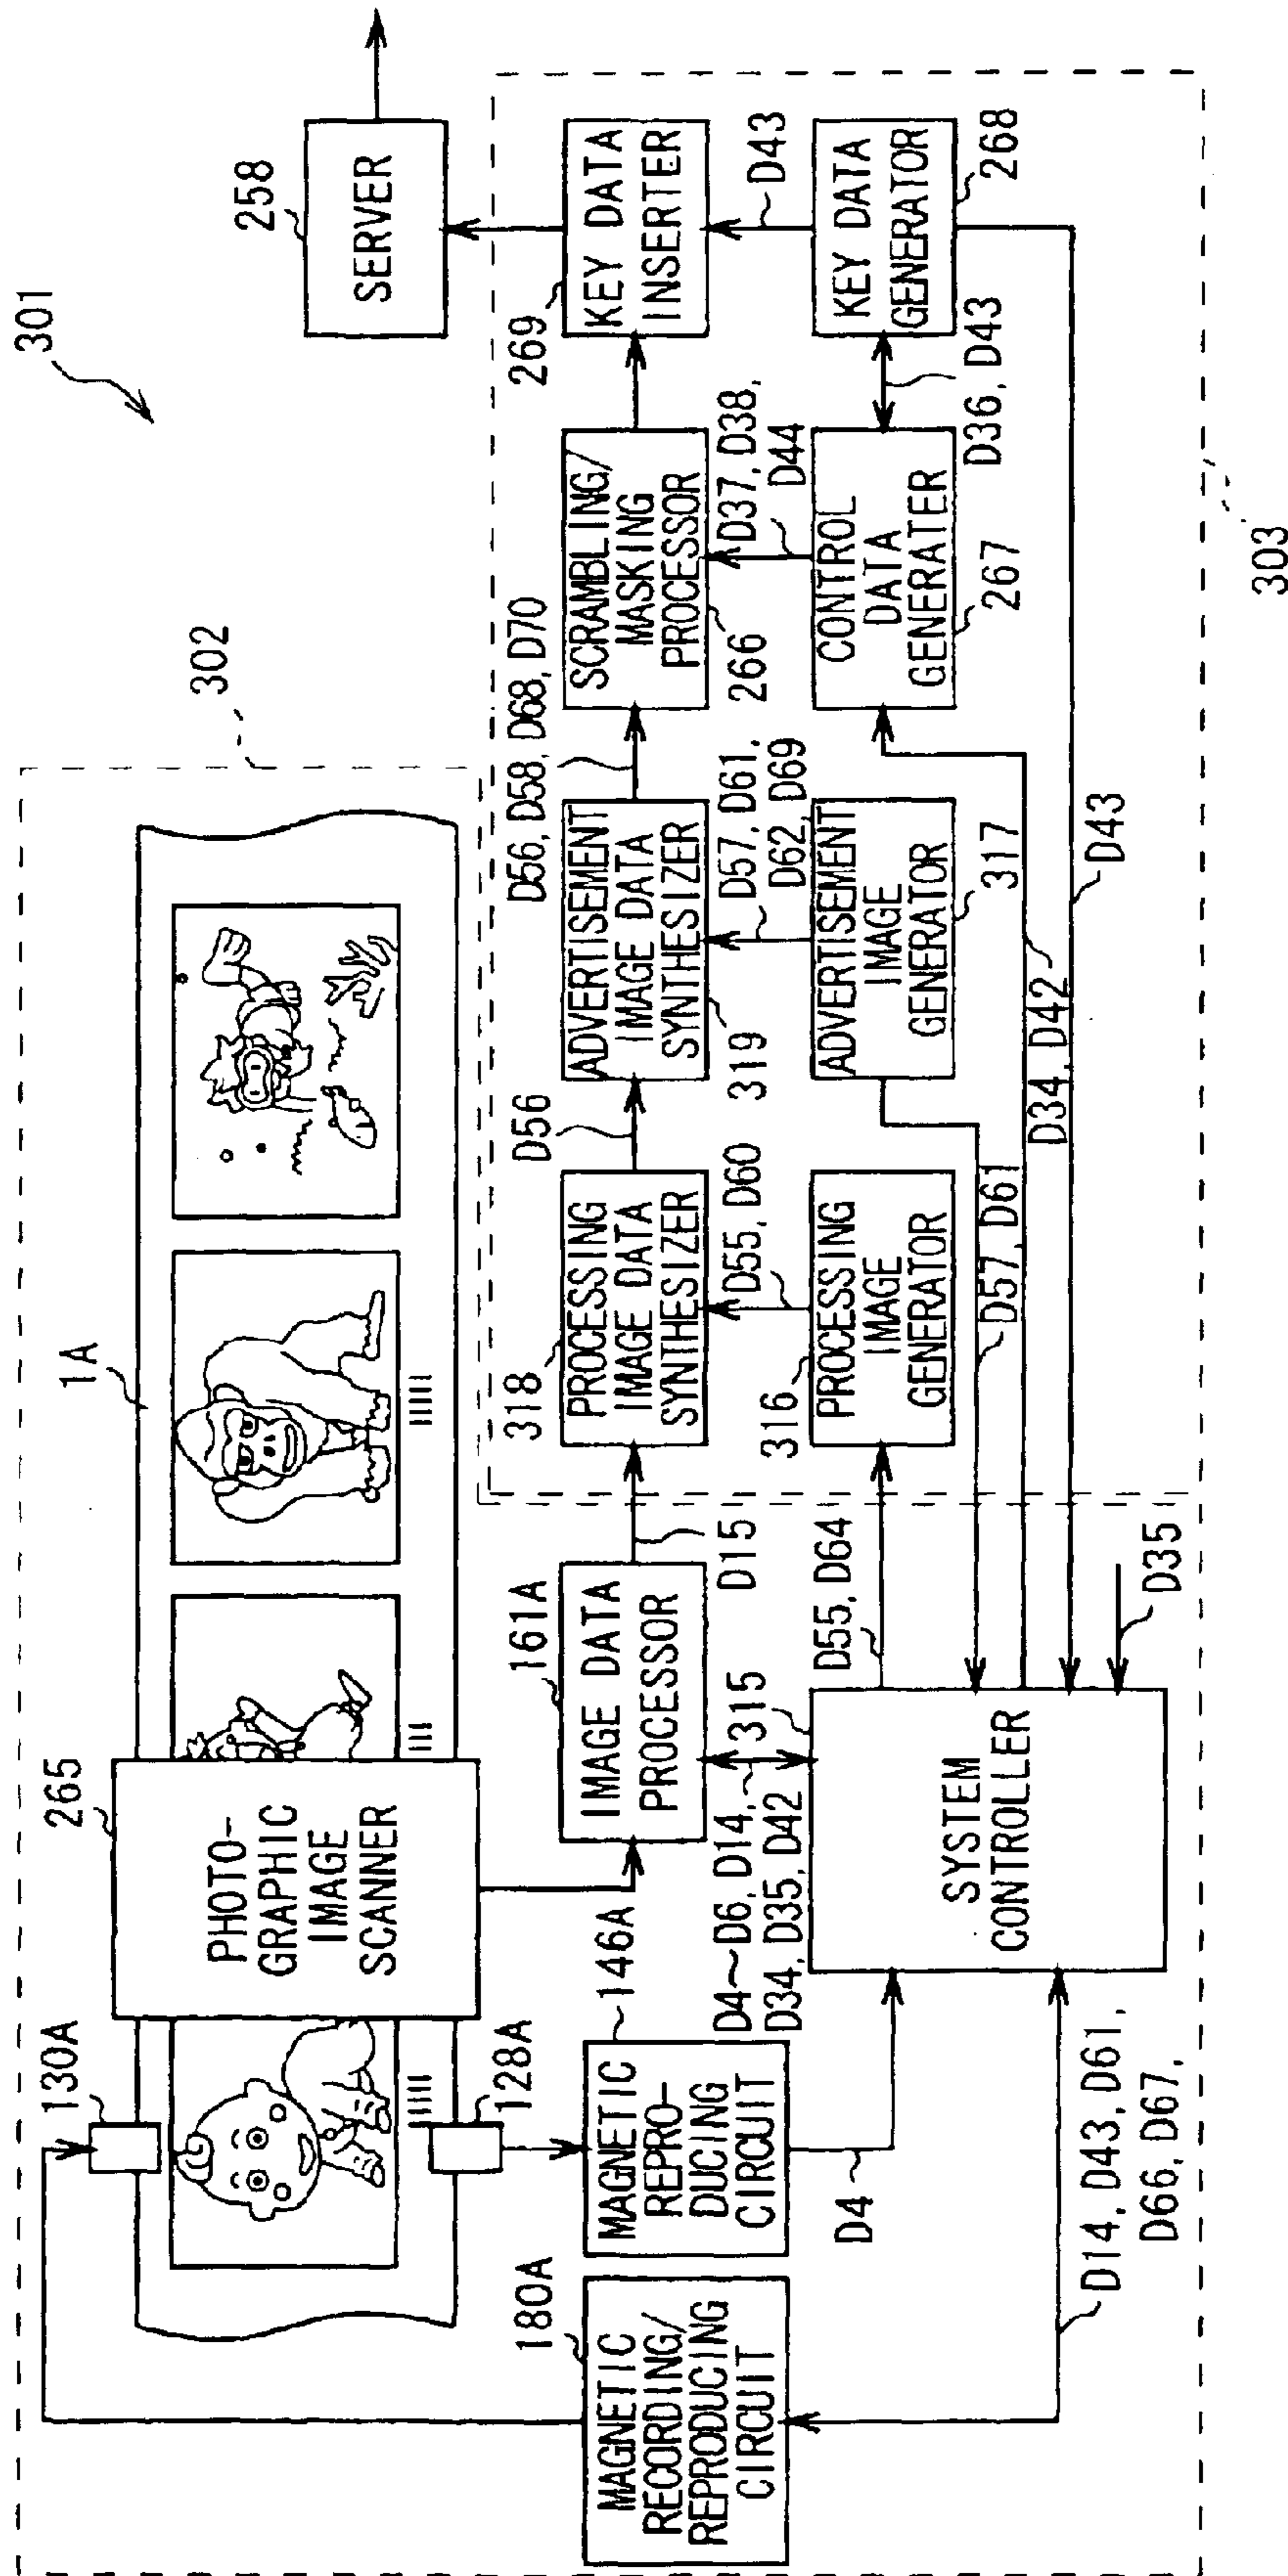 301
302
1A
265
PHOTO-
GRAPHIC
IMAGE
SCANNER
130A
128A
180A
MAGNETIC
RECORDING/
REPRODUCING
CIRCUIT
146A
MAGNETIC
REPRO-
DUCING
CIRCUIT
D4
D14, D43, D61,
D66, D67,
161A
IMAGE DATA
PROCESSOR
D15
D4~D6, D14,
D34, D35, D42
315
SYSTEM
CONTROLLER
D35
D55, D64
318
PROCESSING
IMAGE DATA
SYNTHESIZER
D55, D60
316
PROCESSING
IMAGE
GENERATOR
D56
ADVERTISEMENT
IMAGE DATA
SYNTHESIZER
319
D57, D61,
D62, D69
ADVERTISEMENT
IMAGE
GENERATOR
317
D57, D61
D34, D42
D43
D56, D58, D68, D70
SCRAMBLING/
MASKING
PROCESSOR
266
D37, D38,
D44
CONTROL
DATA
GENERATER
267
D36, D43
269
KEY DATA
INSERTER
D43
KEY DATA
GENERATOR
268
258
SERVER
303